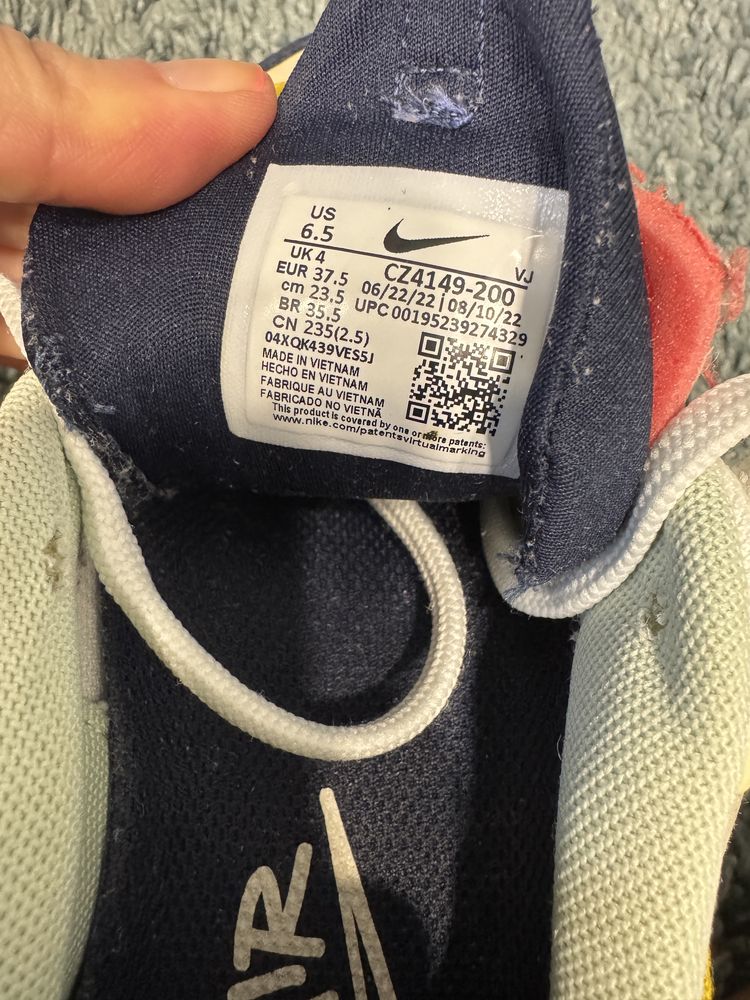 US
6.5
UK 4
EUR 37.5
cm 23.5
BR 35.5
CN 235(2.5)
VJ
CZ4149-200
06/22/22 | 08/10/22
UPC 00195239274329
04XQK439VES5J
MADE IN VIETNAM
HECHO EN VIETNAM
FABRIQUE AU VIETNAM
FABRICADO NO VIETNÃ
This product is covered by one or more patents:
www.nike.com/patentsvirtualmarking
AIR